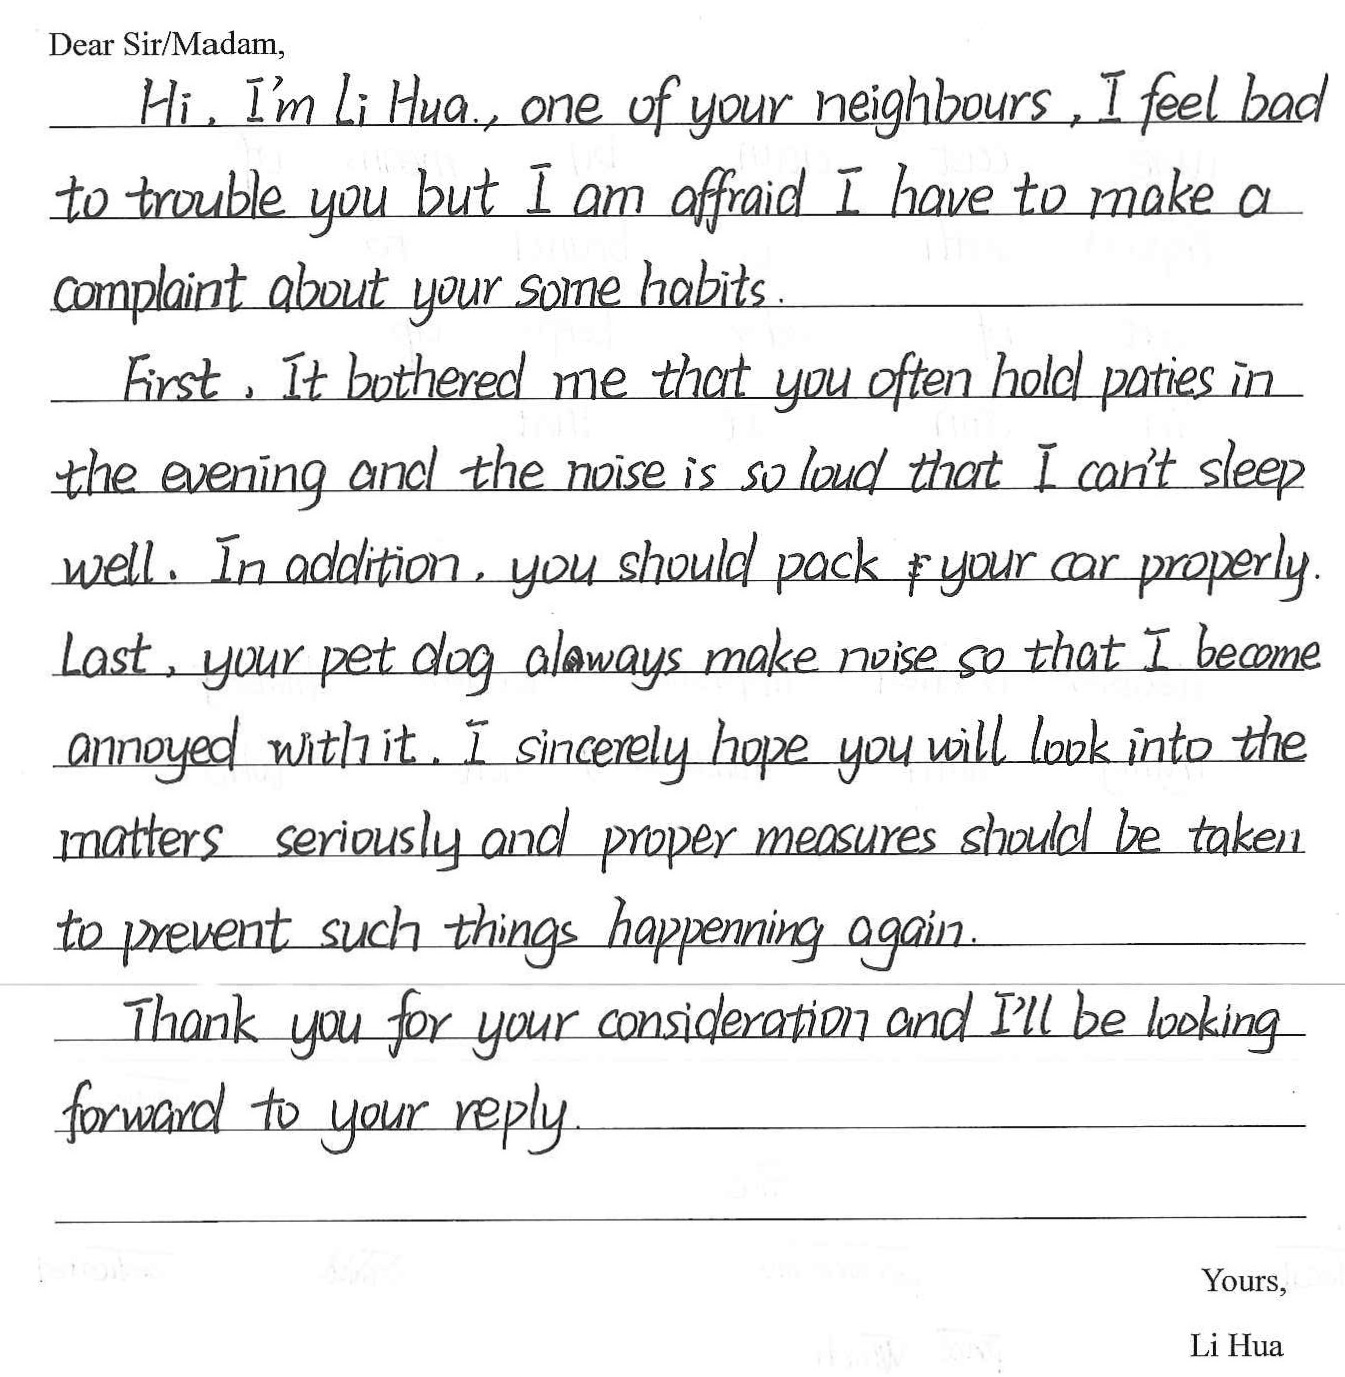 Dear Sir/Madam,
Hi, I'm Li Hua., one of your neighbours, I feel bad
to trouble you but I am affraid I have to make a
complaint about your some habits.
First, It bothered me that you often hold paties in
the evening and the noise is so loud that I can't sleep
well. In addition, you should pack your car properly.
Last, your pet dog always make noise so that I become
annoyed with it. I sincerely hope you will look into the
matters seriously and proper measures should be taken
to prevent such things happenning again.
Thank you for your consideration and I'll be looking
forward to your reply.
Yours,
Li Hua